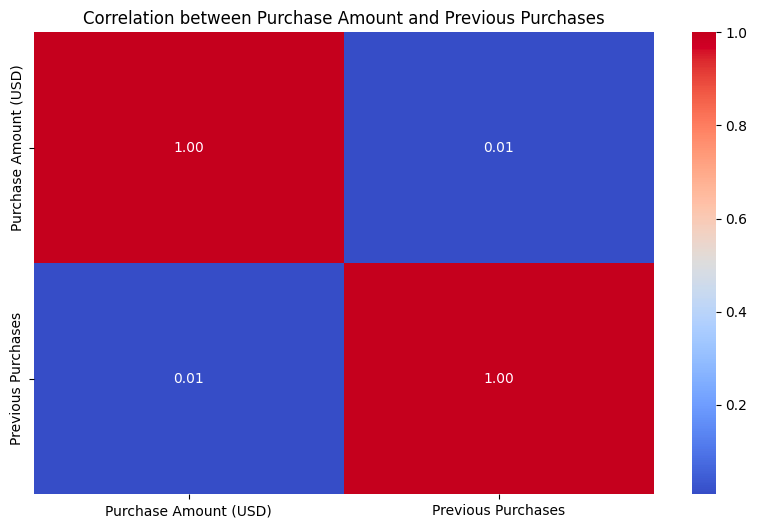 Correlation between Purchase Amount and Previous Purchases
Purchase Amount (USD)
Previous Purchases
1.00
0.01
0.01
1.00
Purchase Amount (USD)
Previous Purchases
1.0
0.8
0.6
0.4
0.2